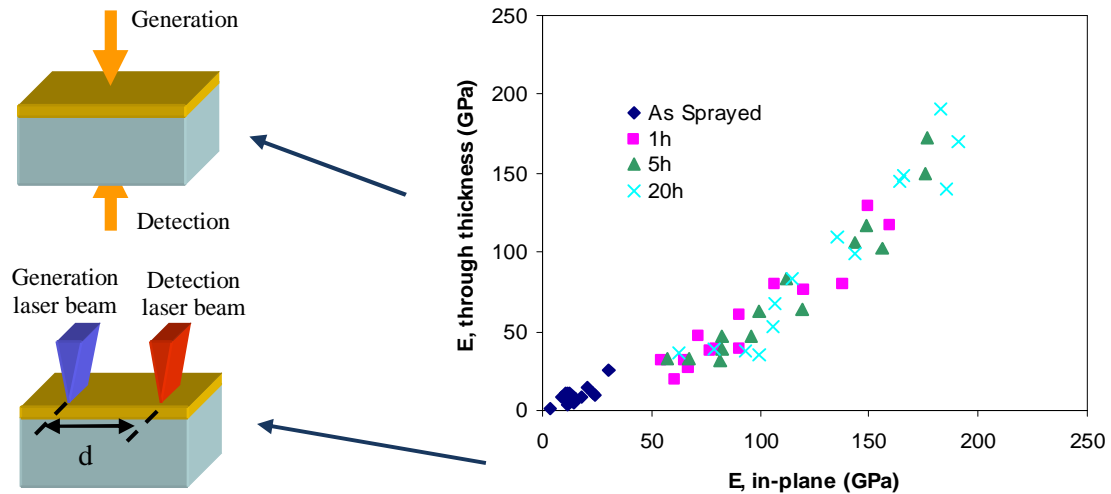 Generation
Detection
Generation
laser beam
Detection
laser beam
d
E, through thickness (GPa)
250
200
150
100
50
0
As Sprayed
1h
5h
20h
0
50
100
150
200
250
E, in-plane (GPa)